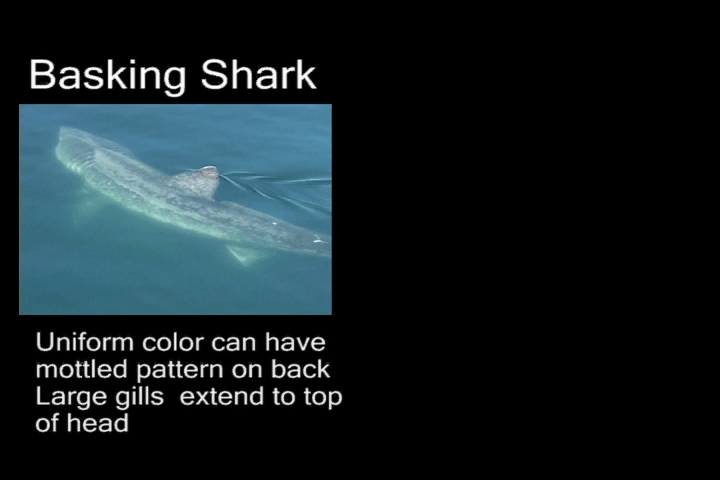 Basking Shark
Uniform color can have
mottled pattern on back
Large gills extend to top
of head